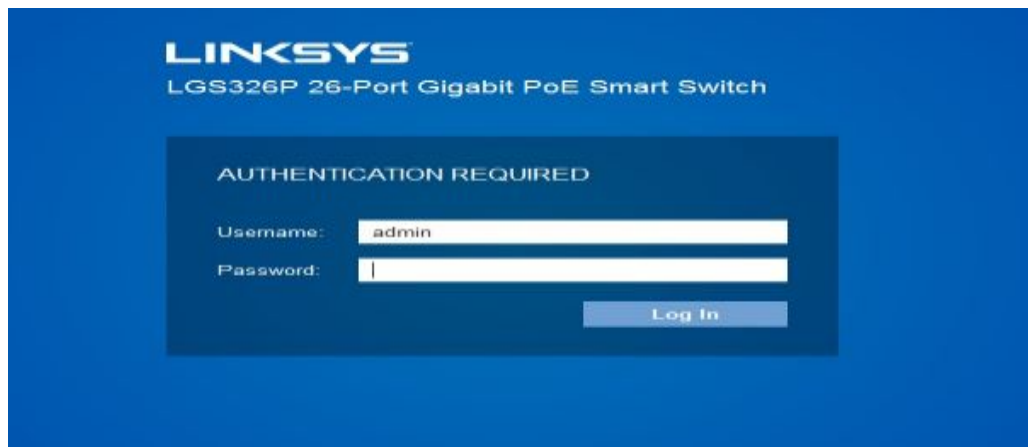 LINKSYS
LGS326P 26-Port Gigabit PoE Smart Switch
AUTHENTICATION REQUIRED
Username: admin
Password:
Log In